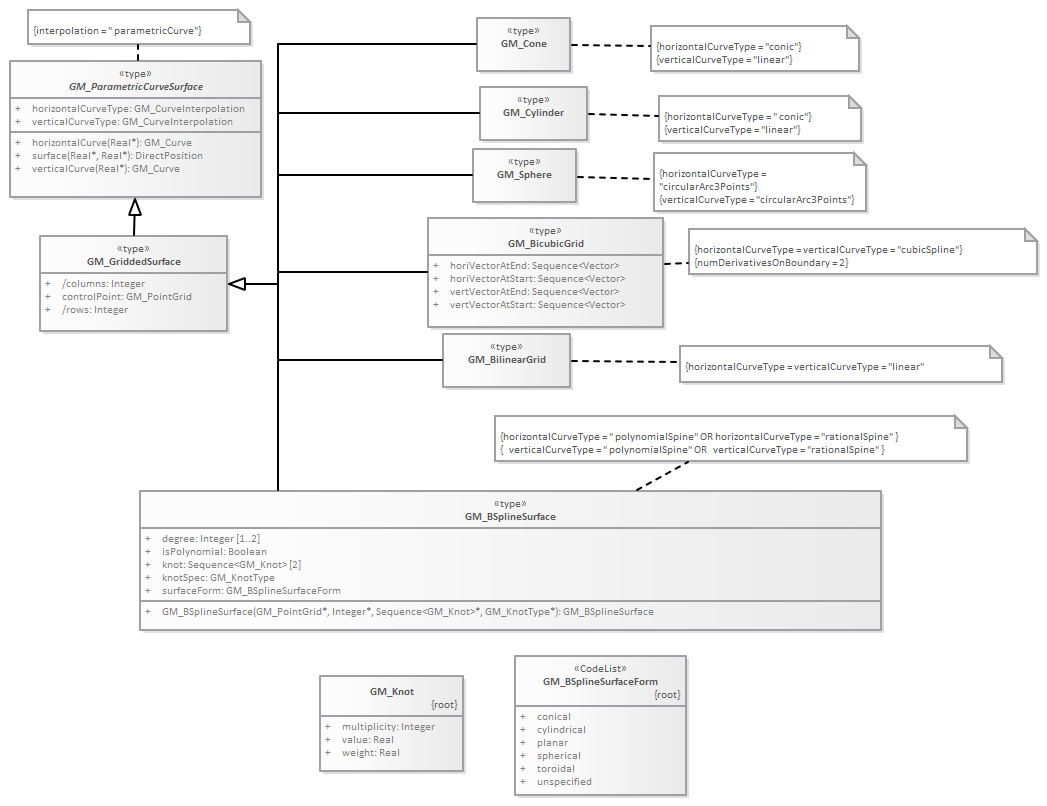 {interpolation = " parametricCurve"}
«type»
GM_ParametricCurveSurface
+ horizontalCurveType: GM_CurveInterpolation
+ verticalCurveType: GM_CurveInterpolation
+ horizontalCurve(Real*): GM_Curve
+ surface(Real*, Real*): DirectPosition
+ verticalCurve(Real*): GM_Curve
«type»
GM_GriddedSurface
+ /columns: Integer
+ controlPoint: GM_PointGrid
+ /rows: Integer
«type»
GM_Cone
{horizontalCurveType = "conic"}
{verticalCurveType = "linear"}
«type»
GM_Cylinder
{horizontalCurveType = " conic"}
{verticalCurveType = "linear"}
«type»
GM_Sphere
{horizontalCurveType =
"circularArc3Points"}
{verticalCurveType = "circularArc3Points"}
«type»
GM_BicubicGrid
+ horiVectorAtEnd: Sequence<Vector>
+ horiVectorAtStart: Sequence<Vector>
+ vertVectorAtEnd: Sequence<Vector>
+ vertVectorAtStart: Sequence<Vector>
{horizontalCurveType = verticalCurveType = "cubicSpline"}
{numDerivativesOnBoundary = 2}
«type»
GM_BilinearGrid
{horizontalCurveType = verticalCurveType = "linear"
{horizontalCurveType = " polynomialSpine" OR horizontalCurveType = "rationalSpine" }
{ verticalCurveType = " polynomialSpine" OR verticalCurveType = "rationalSpine" }
«type»
GM_BSplineSurface
+ degree: Integer [1..2]
+ isPolynomial: Boolean
+ knot: Sequence<GM_Knot> [2]
+ knotSpec: GM_KnotType
+ surfaceForm: GM_BSplineSurfaceForm
+ GM_BSplineSurface(GM_PointGrid*, Integer*, Sequence<GM_Knot>*, GM_KnotType*): GM_BSplineSurface
GM_Knot
{root}
+ multiplicity: Integer
+ value: Real
+ weight: Real
«CodeList»
GM_BSplineSurfaceForm
{root}
+ conical
+ cylindrical
+ planar
+ spherical
+ toroidal
+ unspecified